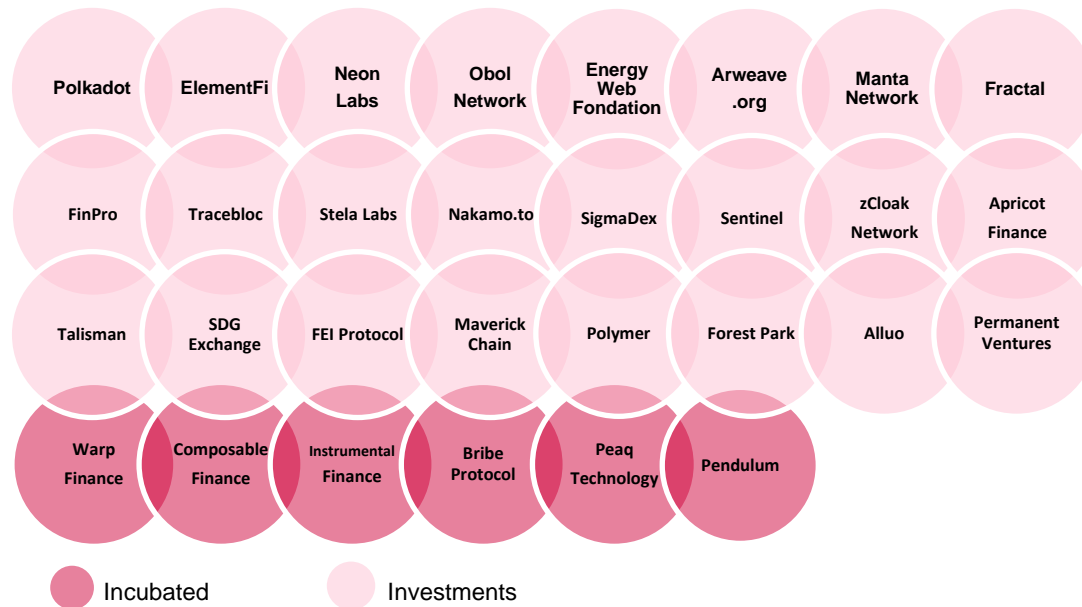 Polkadot
ElementFi
Neon
Labs
Obol
Network
Energy
Web
Fondation
Arweave
.org
Manta
Network
Fractal
FinPro
Tracebloc
Stela Labs
Nakamo.to
SigmaDex
Sentinel
zCloak
Network
Apricot
Finance
Talisman
SDG
Exchange
FEI Protocol
Maverick
Chain
Polymer
Forest Park
Alluo
Permanent
Ventures
Warp
Finance
Composable
Finance
Instrumental
Finance
Bribe
Protocol
Peaq
Technology
Pendulum
Incubated
Investments